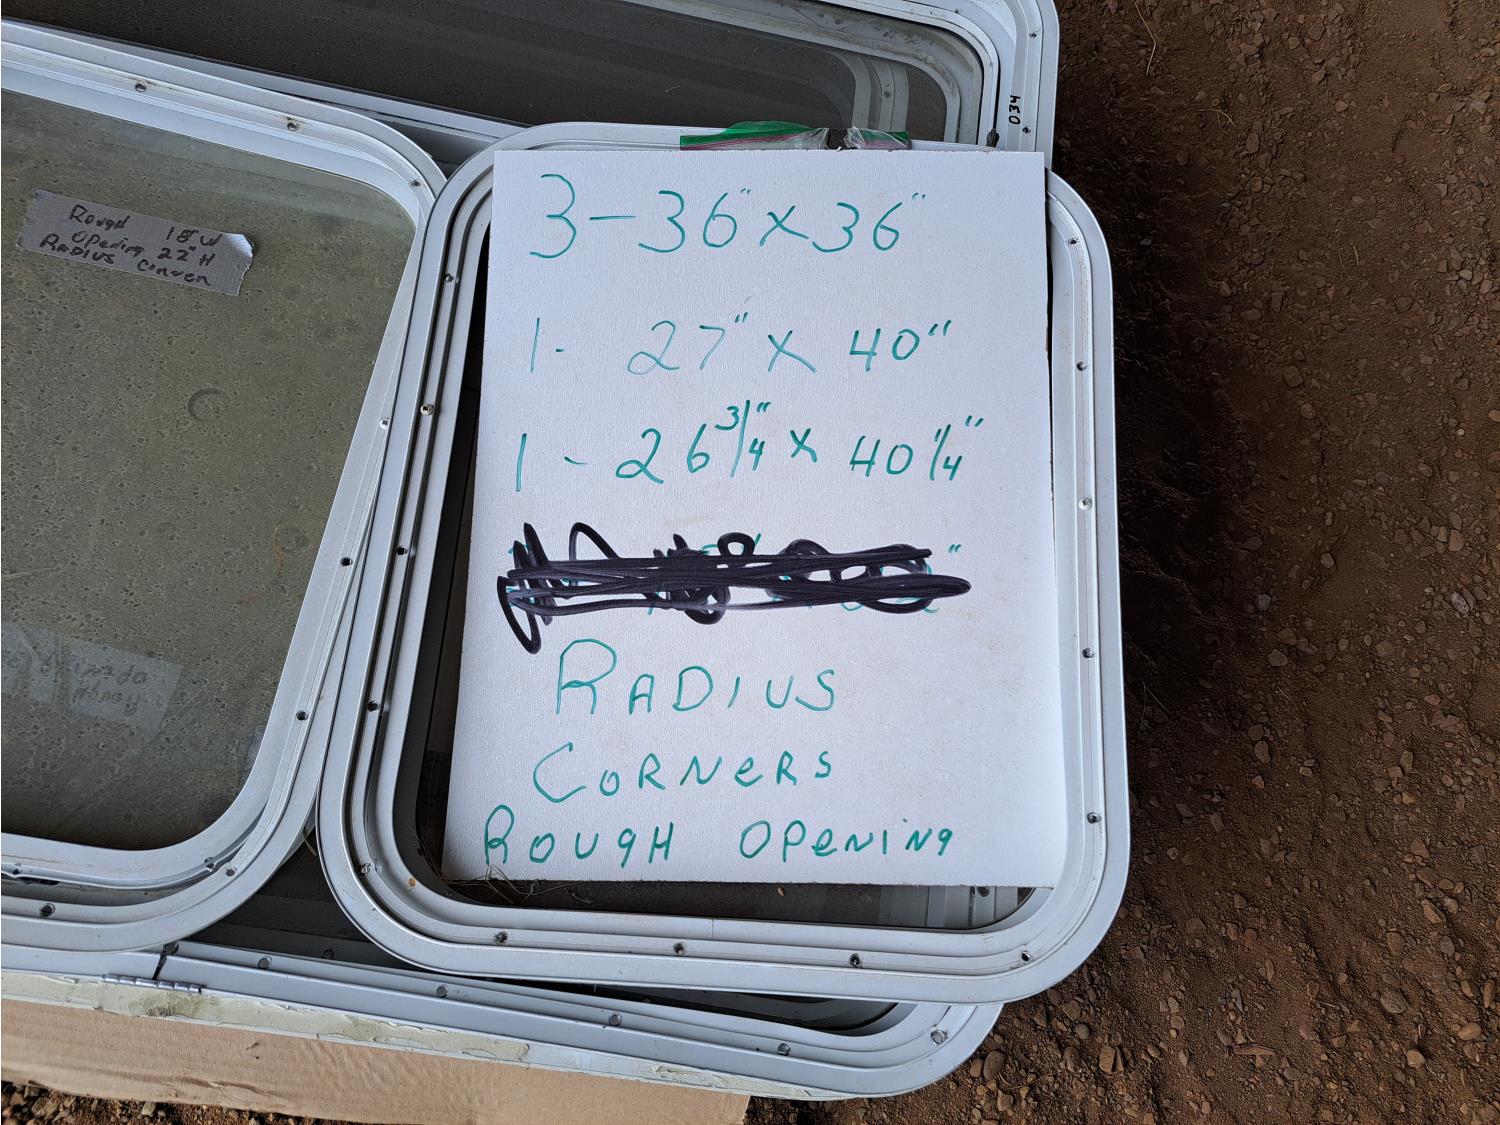 Rough 18"W
Opening 22"H
Radius Corner
430
3-36"x36"
1- 27" x 40"
1 - 26 3/4" x 40 1/4"
RADIUS
CORNeRS
ROUgH OPeNiNg